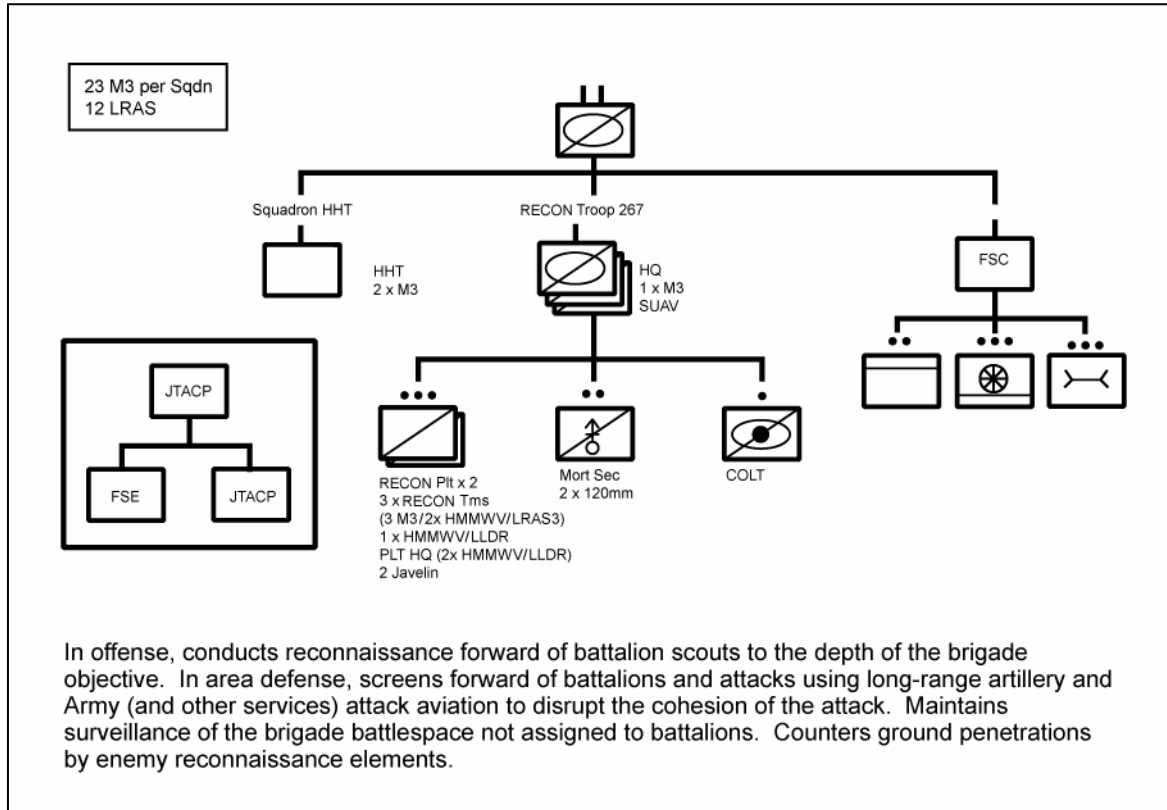 23 M3 per Sqdn
12 LRAS
Squadron HHT
RECON Troop 267
HHT
2 x M3
HQ
1 x M3
SUAV
FSC
JTACP
FSE
JTACP
RECON Plt x 2
3 x RECON Tms
(3 M3/2x HMMWV/LRAS3)
1 x HMMWV/LLDR
PLT HQ (2x HMMWV/LLDR)
2 Javelin
Mort Sec
2 x 120mm
COLT
In offense, conducts reconnaissance forward of battalion scouts to the depth of the brigade
objective.  In area defense, screens forward of battalions and attacks using long-range artillery and
Army (and other services) attack aviation to disrupt the cohesion of the attack.  Maintains
surveillance of the brigade battlespace not assigned to battalions.  Counters ground penetrations
by enemy reconnaissance elements.